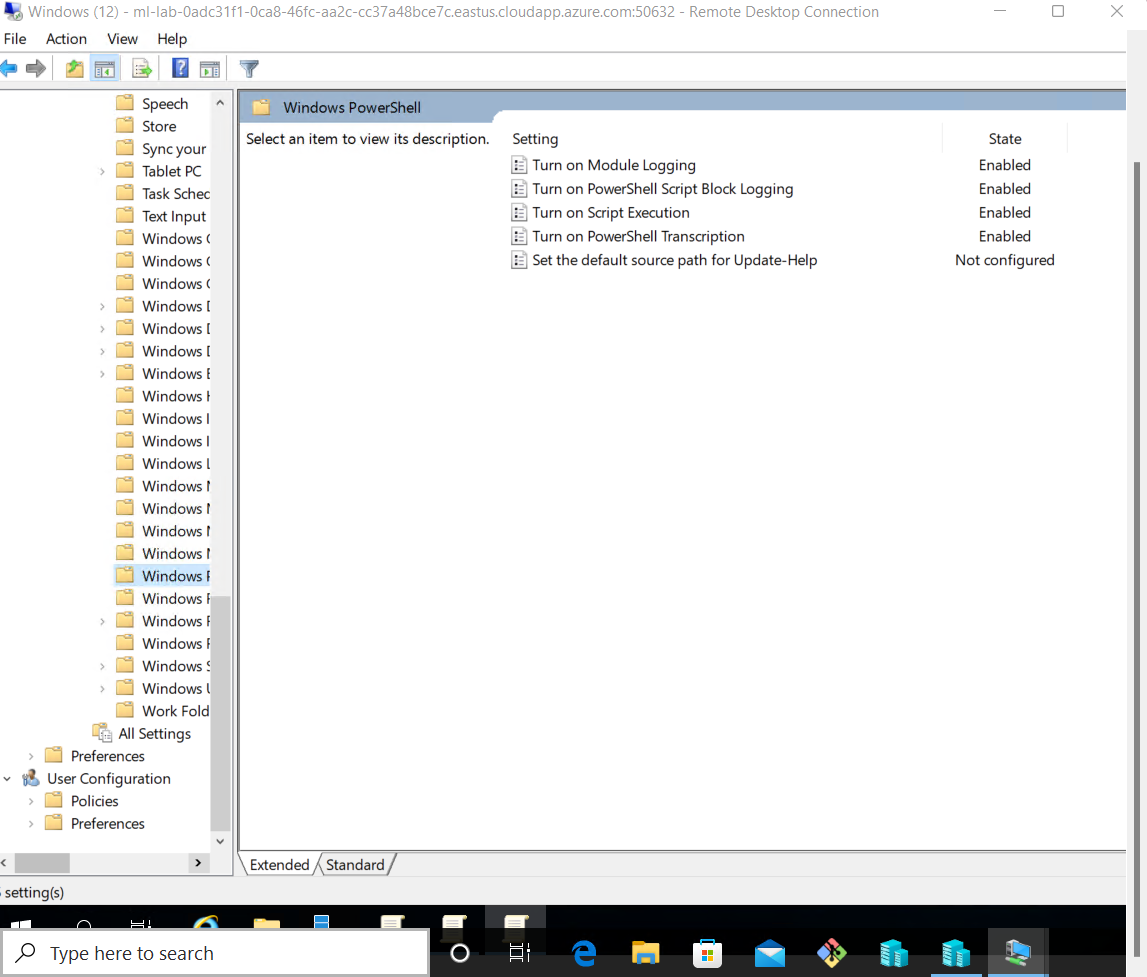 Windows (12) - ml-lab-0adc31f1-0ca8-46fc-aa2c-cc37a48bce7c.eastus.cloudapp.azure.com:50632 - Remote Desktop Connection
File Action View Help
Speech
Store
Sync your
Tablet PC
Task Sched
Text Input
Windows
Windows
Windows
Windows
Windows
Windows
Windows
Windows
Windows I
Windows I
Windows
Windows
Windows
Windows
Windows
Windows
Windows
Windows
Windows
Windows
Windows
Work Fold
All Settings
Preferences
User Configuration
Policies
Preferences
Windows PowerShell
Select an item to view its description.
Setting State
Turn on Module Logging Enabled
Turn on PowerShell Script Block Logging Enabled
Turn on Script Execution Enabled
Turn on PowerShell Transcription Enabled
Set the default source path for Update-Help Not configured
Extended Standard
setting(s)
Type here to search